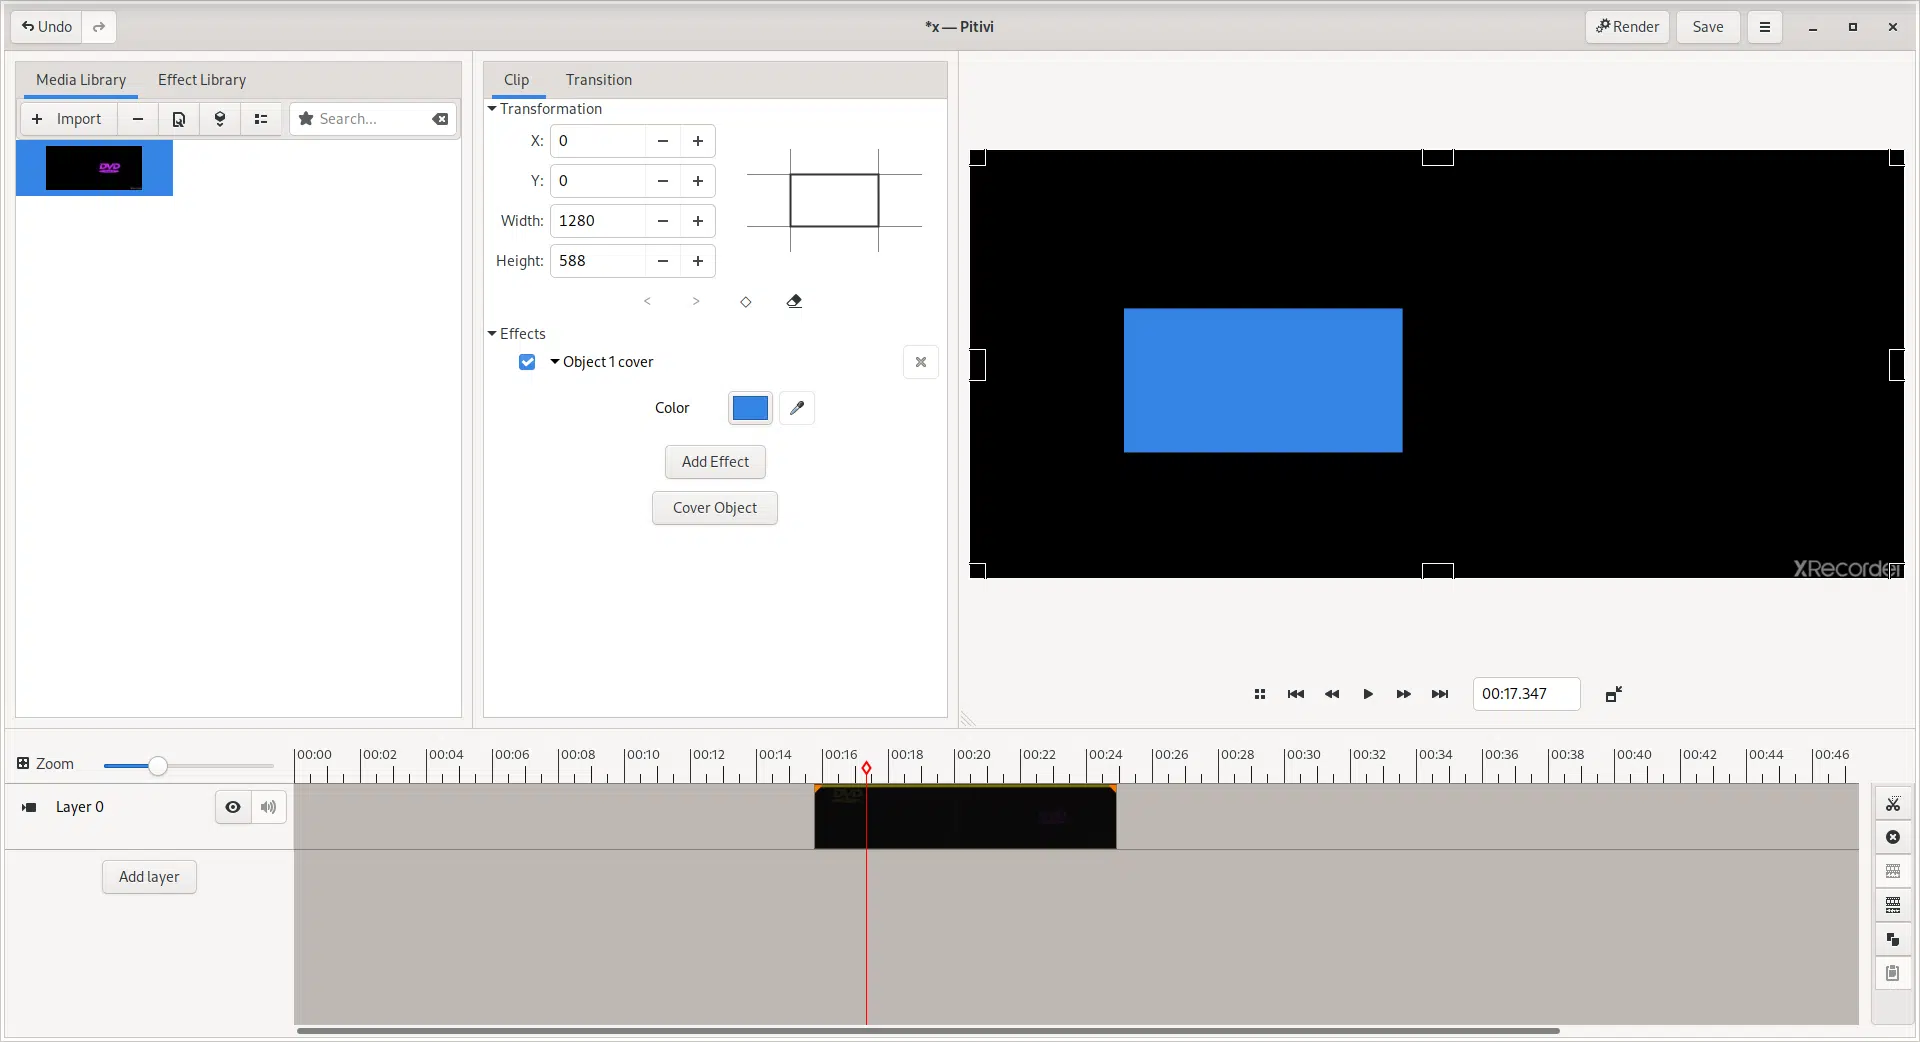 Undo
*x — Pitivi
Render
Save
Media Library
Effect Library
Import
Search...
DVD
Clip
Transition
Transformation
X:
0
Y:
0
Width:
1280
Height:
588
Effects
Object 1 cover
Color
Add Effect
Cover Object
XRecorder
00:17.347
Zoom
00:00
00:02
00:04
00:06
00:08
00:10
00:12
00:14
00:16
00:18
00:20
00:22
00:24
00:26
00:28
00:30
00:32
00:34
00:36
00:38
00:40
00:42
00:44
00:46
Layer 0
DVD
Add layer